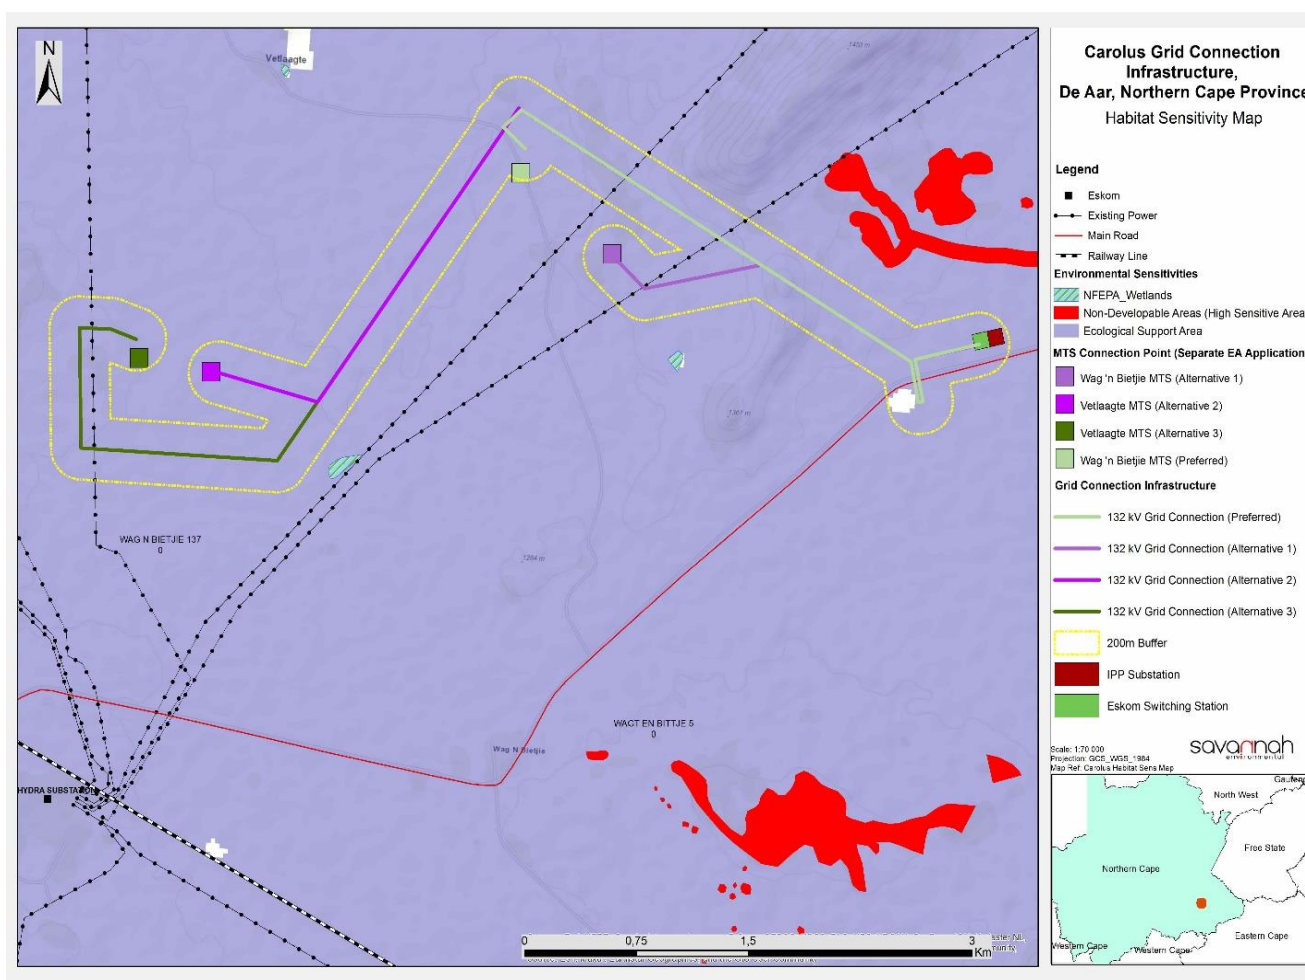 N
Vetlaagte
1403 m
1361 m
WAG N BIETJIE 137
0
1284 m
WACT EN BITTJE 5
0
Wag N Bietjie
HYDRA SUBSTATION
0 0,75 1,5 3
Km
Carolus Grid Connection
Infrastructure,
De Aar, Northern Cape Province
Habitat Sensitivity Map
Legend
Eskom
Existing Power
Main Road
Railway Line
Environmental Sensitivities
NFEPA_Wetlands
Non-Developable Areas (High Sensitive Area
Ecological Support Area
MTS Connection Point (Separate EA Application
Wag 'n Bietjie MTS (Alternative 1)
Vetlaagte MTS (Alternative 2)
Vetlaagte MTS (Alternative 3)
Wag 'n Bietjie MTS (Preferred)
Grid Connection Infrastructure
132 kV Grid Connection (Preferred)
132 kV Grid Connection (Alternative 1)
132 kV Grid Connection (Alternative 2)
132 kV Grid Connection (Alternative 3)
200m Buffer
IPP Substation
Eskom Switching Station
Scale: 1:70 000
Projection: GCS_WGS_1984
Map Ref: Carolus Habitat Sens Map
savannah
environmental
Gauteng
North West
Free State
Northern Cape
Eastern Cape
Western Cape
Western Cape